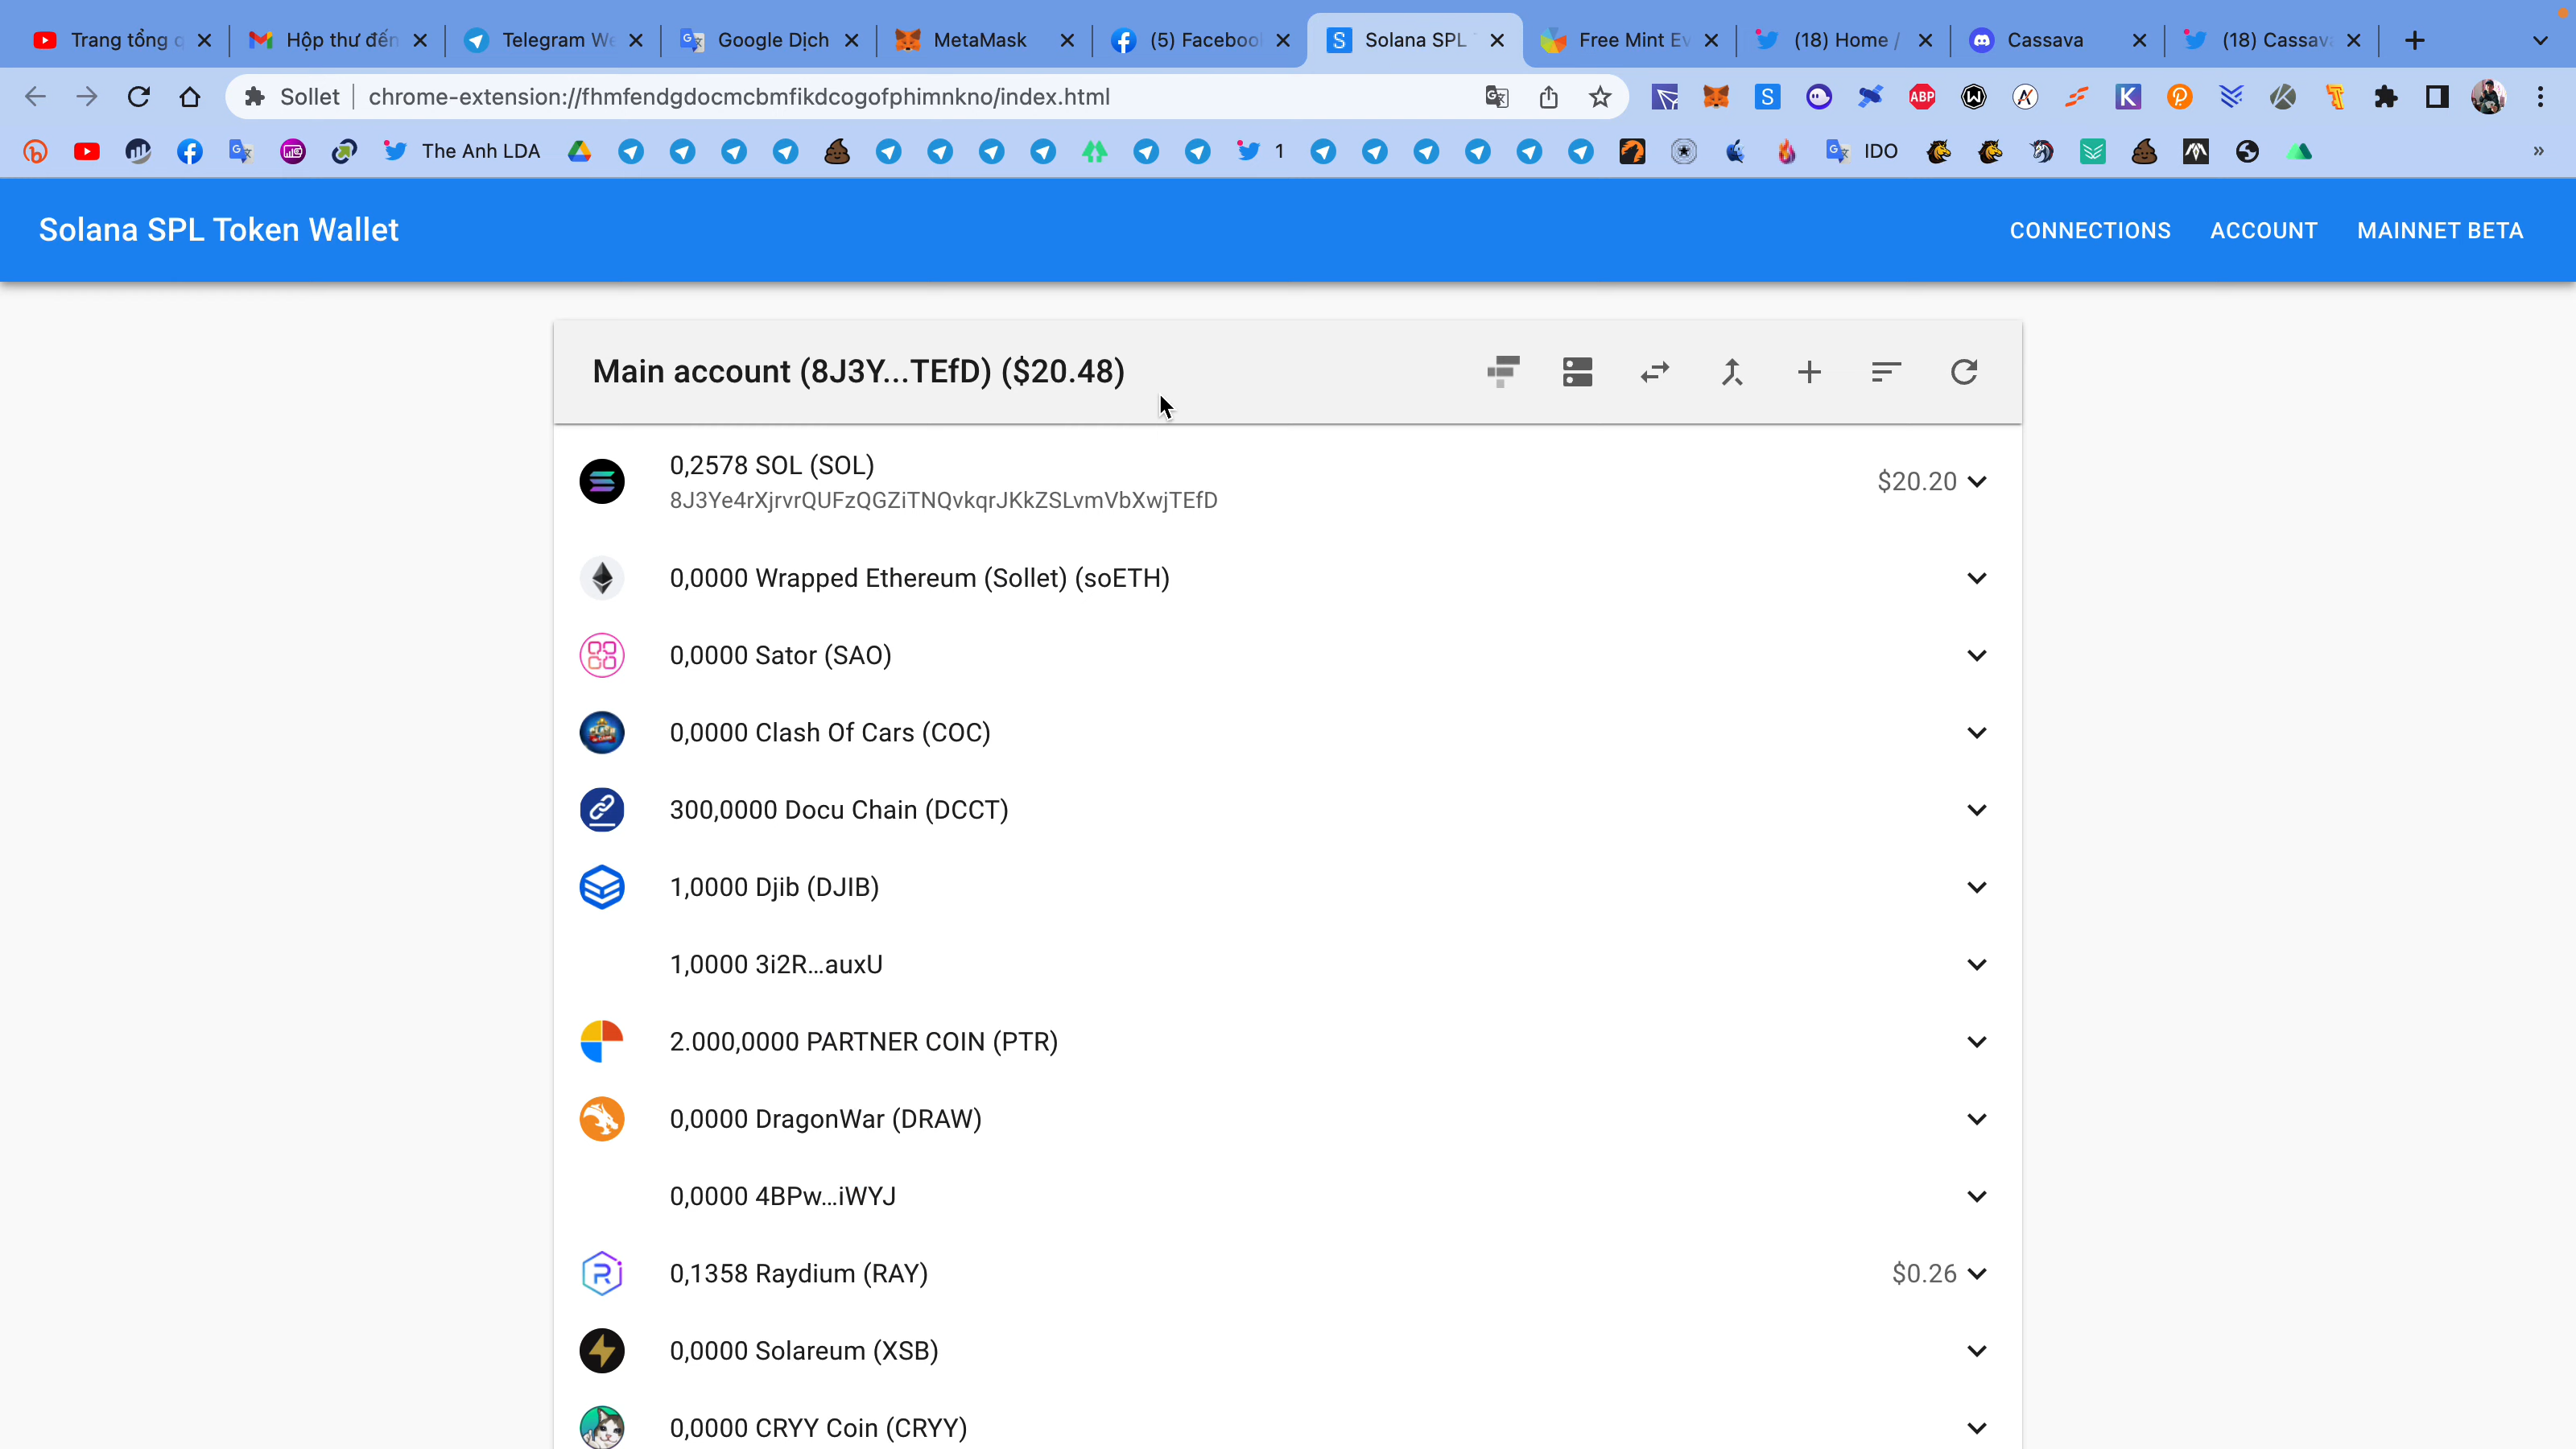 Trang tổng q
Hộp thư đến
Telegram We
Google Dịch
MetaMask
(5) Facebook
Solana SPL T
Free Mint Ev
(18) Home /
Cassava
(18) Cassava
Sollet
chrome-extension://fhmfendgdocmcbmfikdcogofphimnkno/index.html
S
ABP
K
The Anh LDA
1
IDO
»
Solana SPL Token Wallet
CONNECTIONS
ACCOUNT
MAINNET BETA
Main account (8J3Y...TEfD) ($20.48)
0,2578 SOL (SOL)
8J3Ye4rXjrvrQUFzQGZiTNQvkqrJKkZSLvmVbXwjTEfD
$20.20
0,0000 Wrapped Ethereum (Sollet) (soETH)
0,0000 Sator (SAO)
0,0000 Clash Of Cars (COC)
300,0000 Docu Chain (DCCT)
1,0000 Djib (DJIB)
1,0000 3i2R…auxU
2.000,0000 PARTNER COIN (PTR)
0,0000 DragonWar (DRAW)
0,0000 4BPw…iWYJ
0,1358 Raydium (RAY)
$0.26
0,0000 Solareum (XSB)
0,0000 CRYY Coin (CRYY)